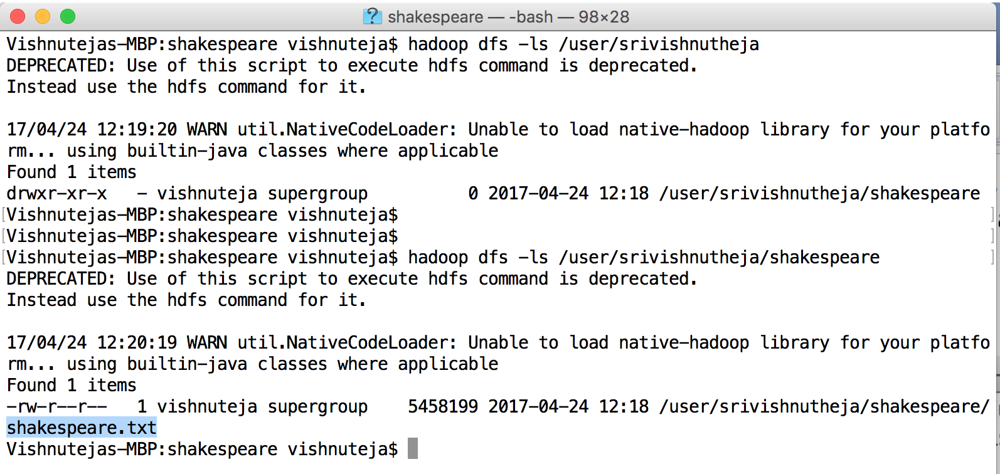 shakespeare — -bash — 98×28
Vishnutejas-MBP:shakespeare vishnuteja$ hadoop dfs -ls /user/srivishnutheja
DEPRECATED: Use of this script to execute hdfs command is deprecated.
Instead use the hdfs command for it.
17/04/24 12:19:20 WARN util.NativeCodeLoader: Unable to load native-hadoop library for your platfo
rm... using builtin-java classes where applicable
Found 1 items
drwxr-xr-x   - vishnuteja supergroup          0 2017-04-24 12:18 /user/srivishnutheja/shakespeare
[Vishnutejas-MBP:shakespeare vishnuteja$ ]
[Vishnutejas-MBP:shakespeare vishnuteja$ ]
[Vishnutejas-MBP:shakespeare vishnuteja$ hadoop dfs -ls /user/srivishnutheja/shakespeare ]
DEPRECATED: Use of this script to execute hdfs command is deprecated.
Instead use the hdfs command for it.
17/04/24 12:20:19 WARN util.NativeCodeLoader: Unable to load native-hadoop library for your platfo
rm... using builtin-java classes where applicable
Found 1 items
-rw-r--r--   1 vishnuteja supergroup    5458199 2017-04-24 12:18 /user/srivishnutheja/shakespeare/
shakespeare.txt
Vishnutejas-MBP:shakespeare vishnuteja$